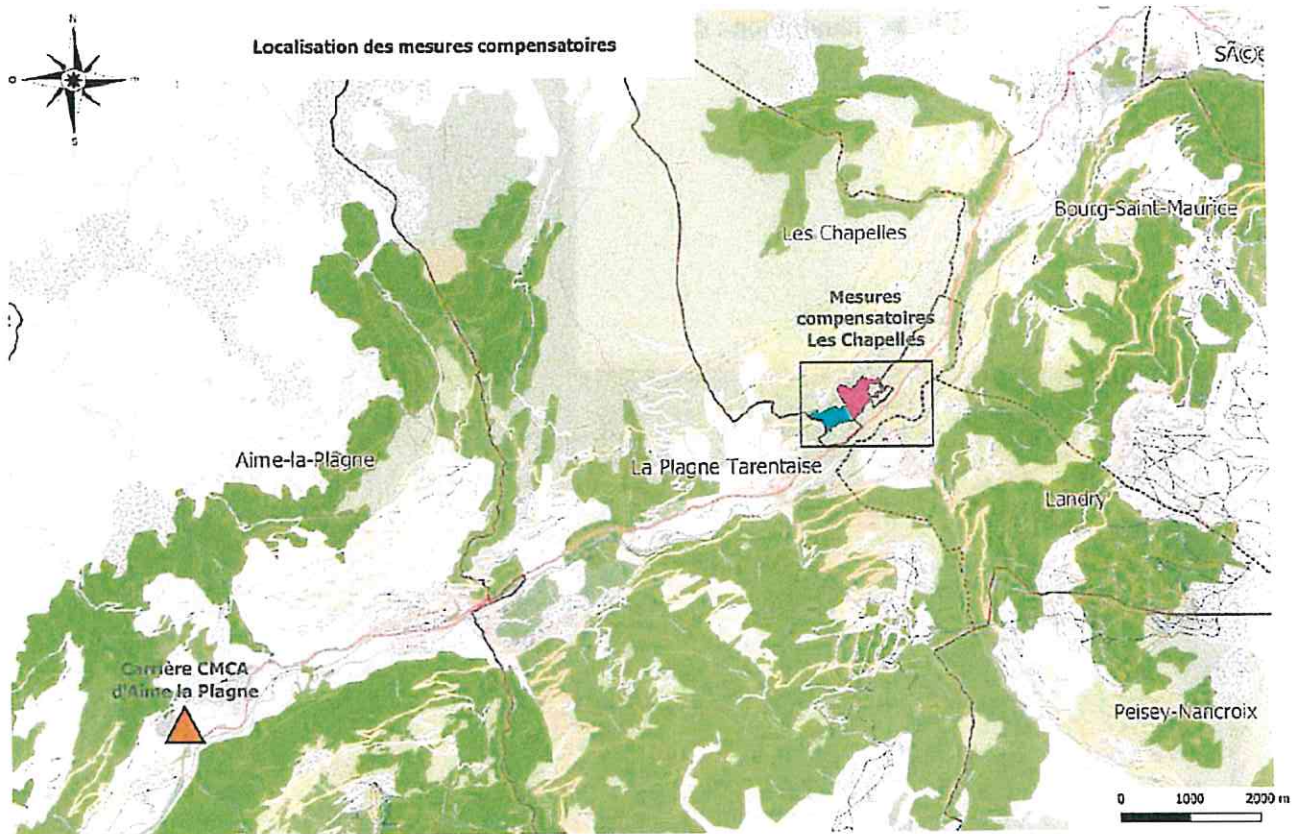 N
O
S
Localisation des mesures compensatoires
SÃ©e
Bourg-Saint-Maurice
Les Chapelles
Mesures
compensatoires
Les Chapelles
Aime-la-Plagne
La Plagne Tarentaise
Landry
Carrière CMCA
d'Aime la Plagne
Peisey-Nancroix
0 1000 2000 m